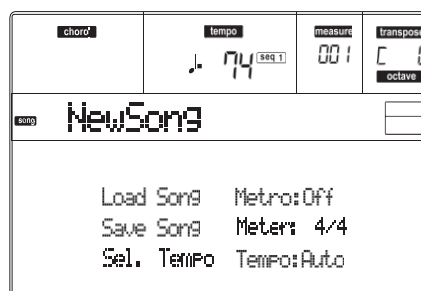 chord
tempo
measure
transpose
♩. 74 seq 1
001
C
octave
song NewSong
Load Song Metro:Off
Save Song Meter: 4/4
Sel. Tempo Tempo:Auto